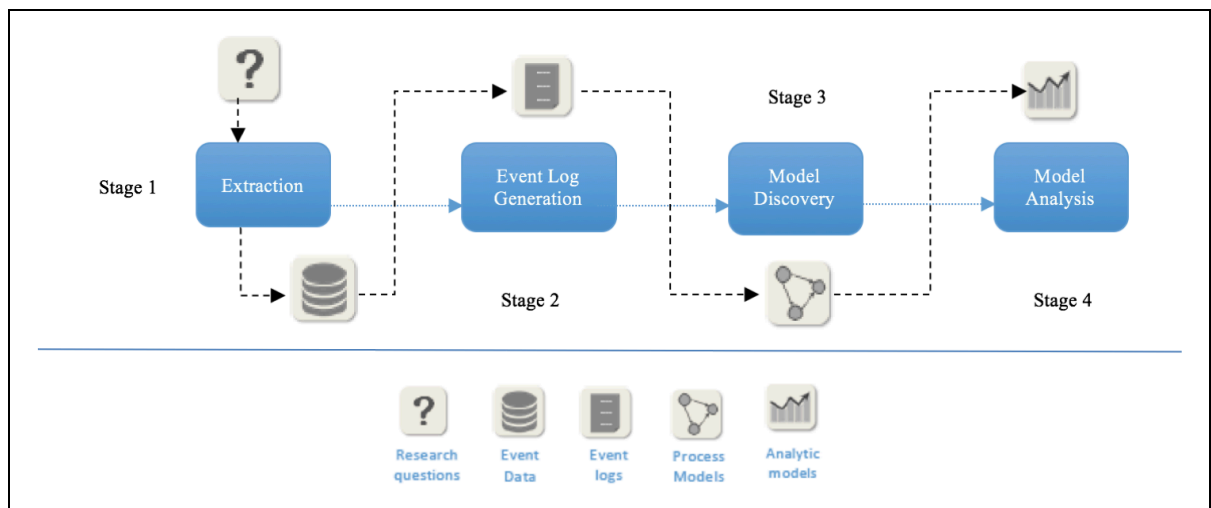 ?
Stage 3
Stage 1
Extraction
Event Log
Generation
Model
Discovery
Model
Analysis
Stage 2
Stage 4
?
Research
questions
Event
Data
Event
logs
Process
Models
Analytic
models